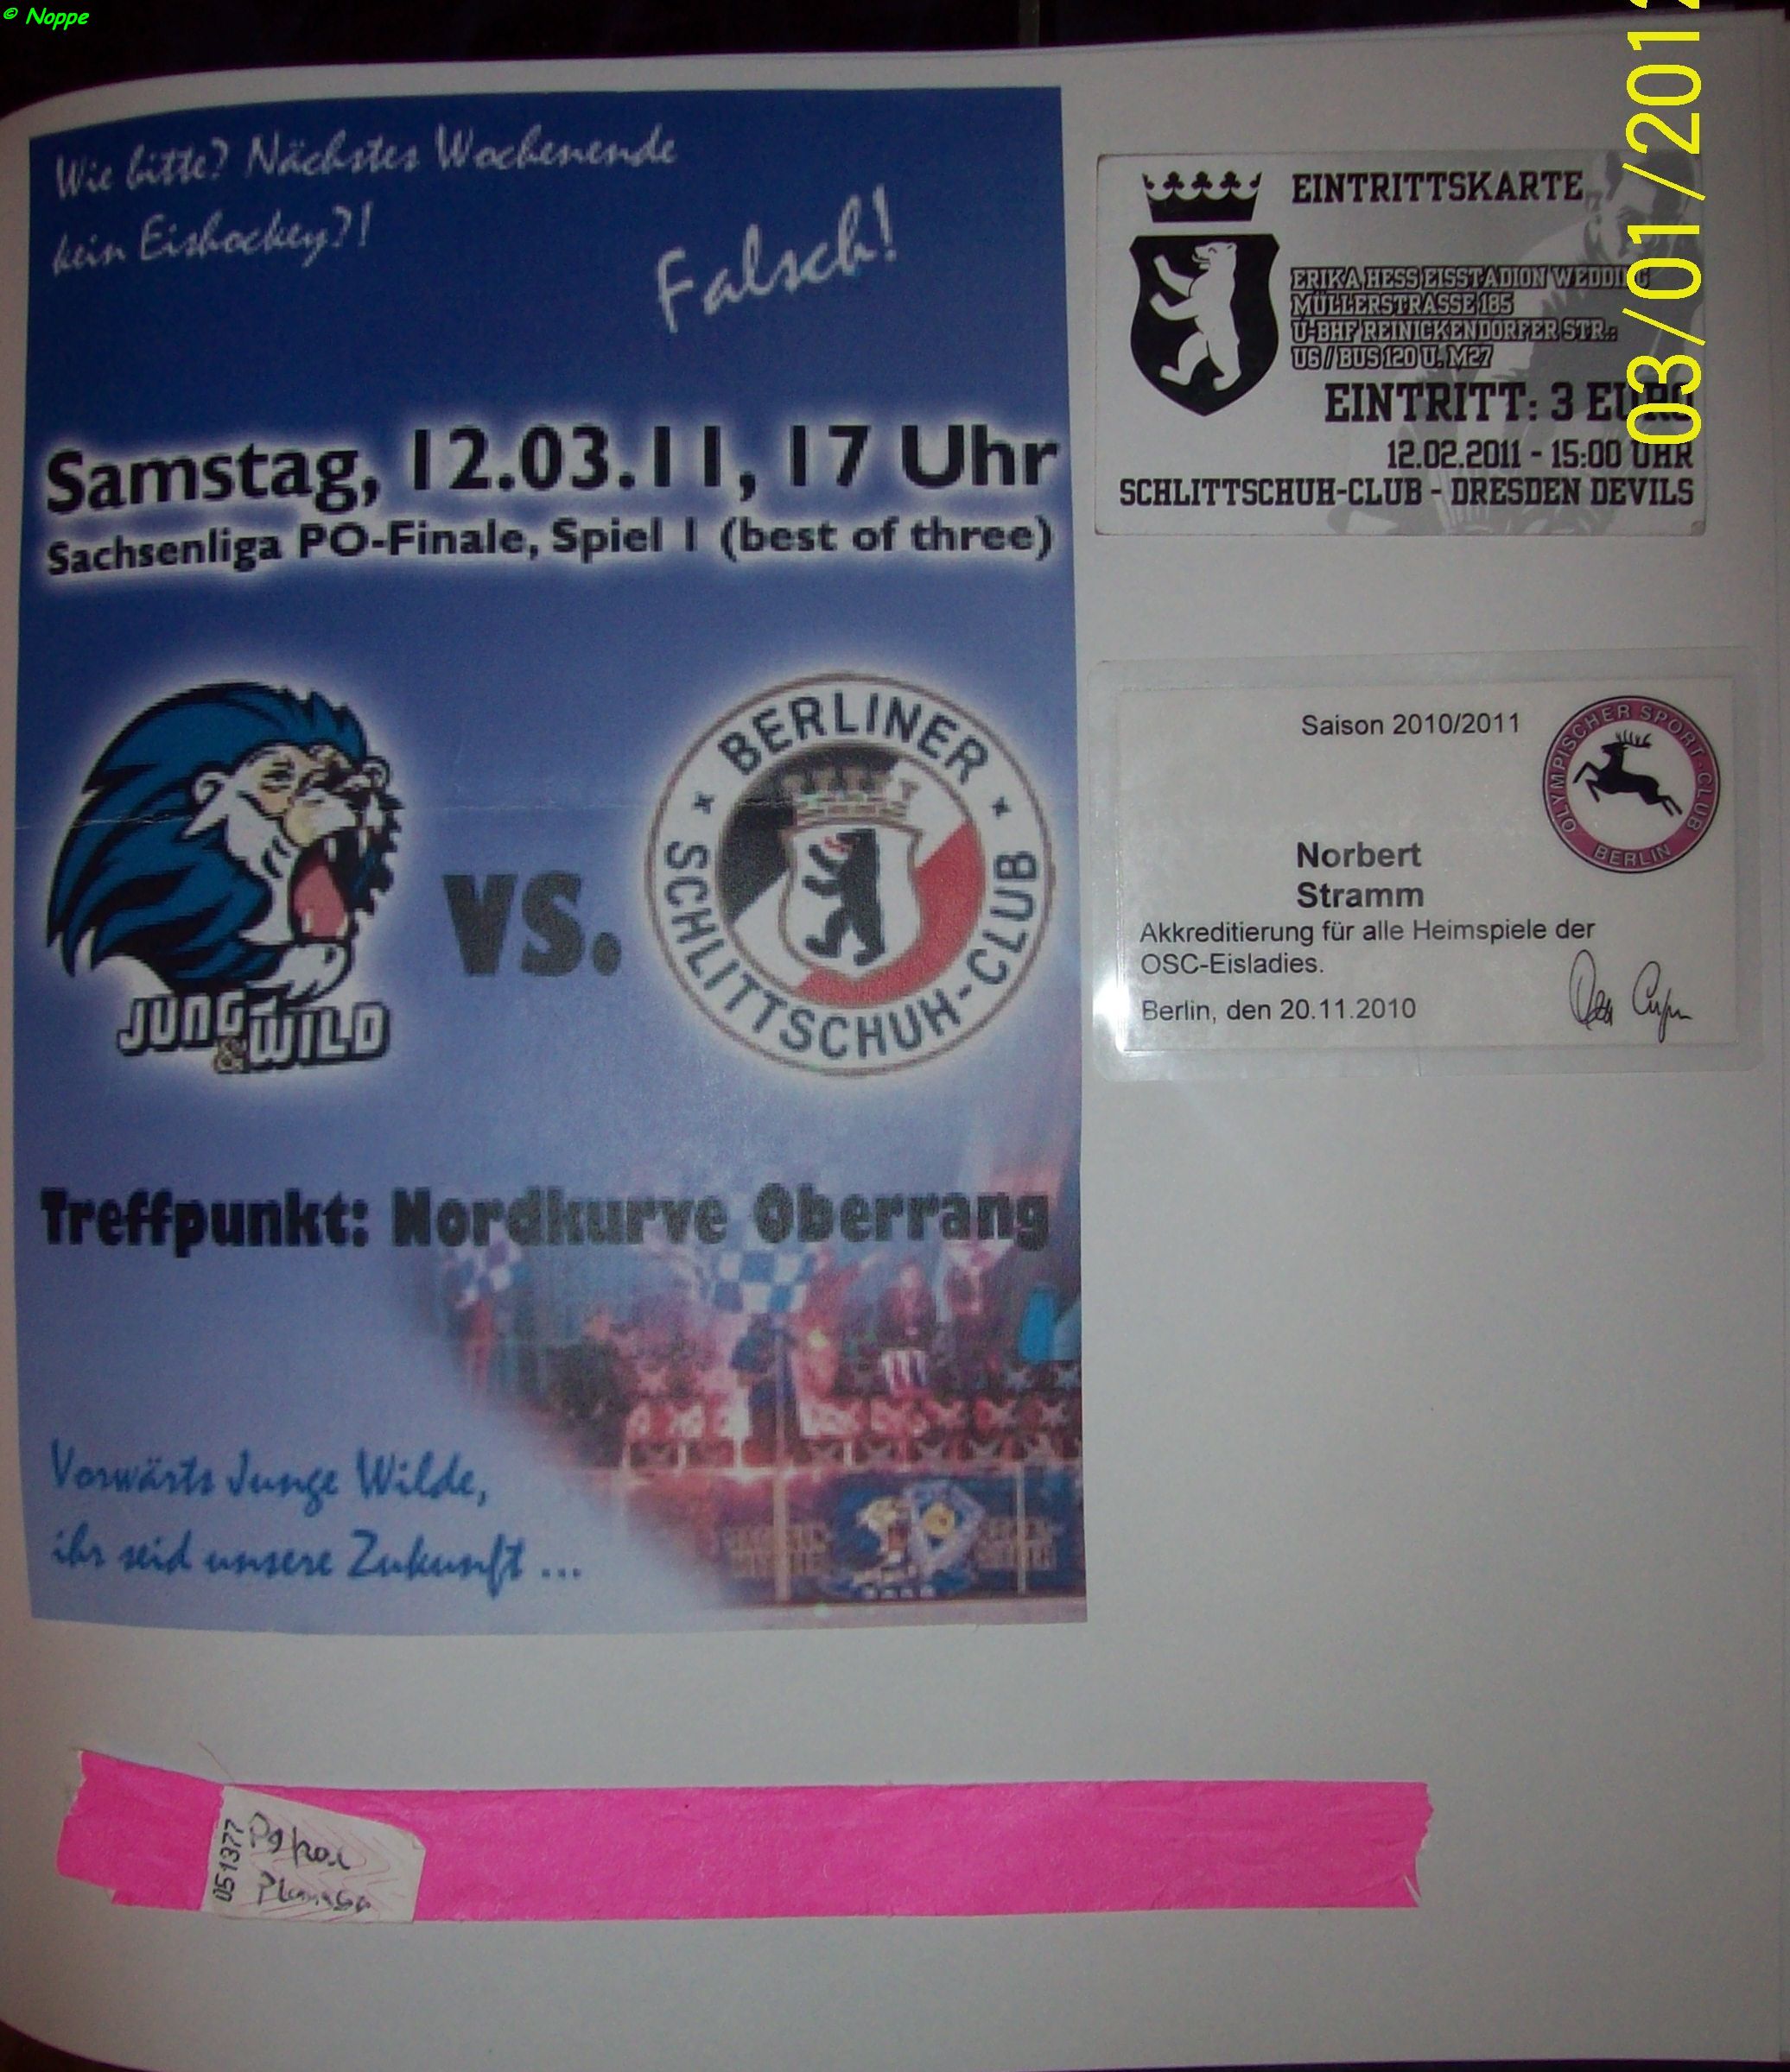 © Noppe
Wie bitte? Nächstes Wochenende
kein Eishockey?!
Falsch!
Samstag, 12.03.11, 17 Uhr
Sachsenliga PO-Finale, Spiel 1 (best of three)
JUNG & WILD
VS.
BERLINER
SCHLITTSCHUH-CLUB
Treffpunkt: Nordkurve Oberrang
Vorwärts Junge Wilde,
ihr seid unsere Zukunft ...
EINTRITTSKARTE
ERIKA HESS EISSTADION WEDDING
MÜLLERSTRASSE 185
U-BHF REINICKENDORFER STR.:
U6 / BUS 120 U. M27
EINTRITT: 3 EURO
12.02.2011 - 15:00 UHR
SCHLITTSCHUH-CLUB - DRESDEN DEVILS
03/01/2012
Saison 2010/2011
OLYMPISCHER SPORT-CLUB
BERLIN
Norbert
Stramm
Akkreditierung für alle Heimspiele der
OSC-Eisladies.
Berlin, den 20.11.2010
051377